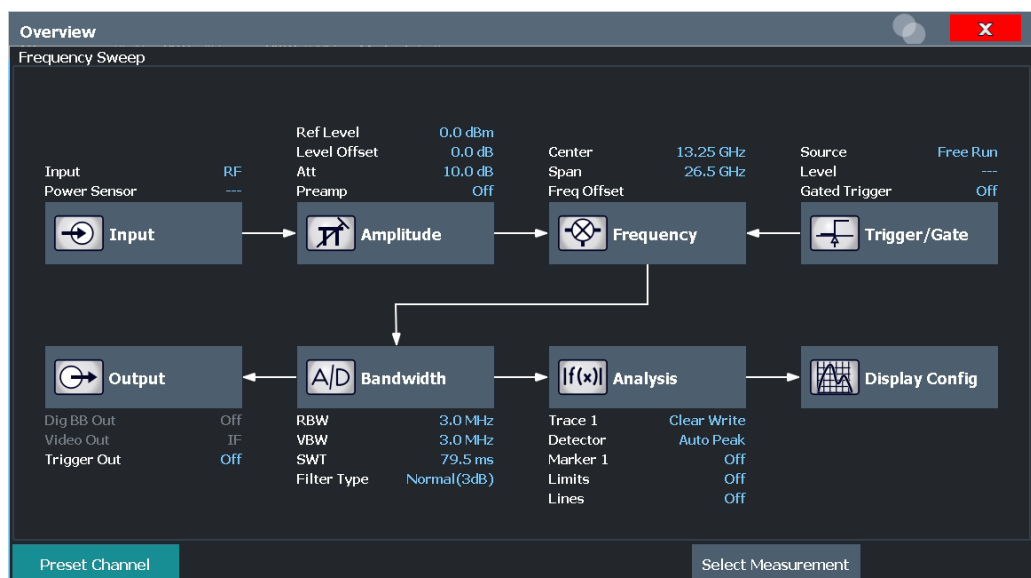 Overview
X
Frequency Sweep
Input RF
Power Sensor ---
Input
Ref Level 0.0 dBm
Level Offset 0.0 dB
Att 10.0 dB
Preamp Off
Amplitude
Center 13.25 GHz
Span 26.5 GHz
Freq Offset
Frequency
Source Free Run
Level ---
Gated Trigger Off
Trigger/Gate
Output
Dig BB Out Off
Video Out IF
Trigger Out Off
A/D Bandwidth
RBW 3.0 MHz
VBW 3.0 MHz
SWT 79.5 ms
Filter Type Normal(3dB)
|f(x)| Analysis
Trace 1 Clear Write
Detector Auto Peak
Marker 1 Off
Limits Off
Lines Off
Display Config
Preset Channel
Select Measurement